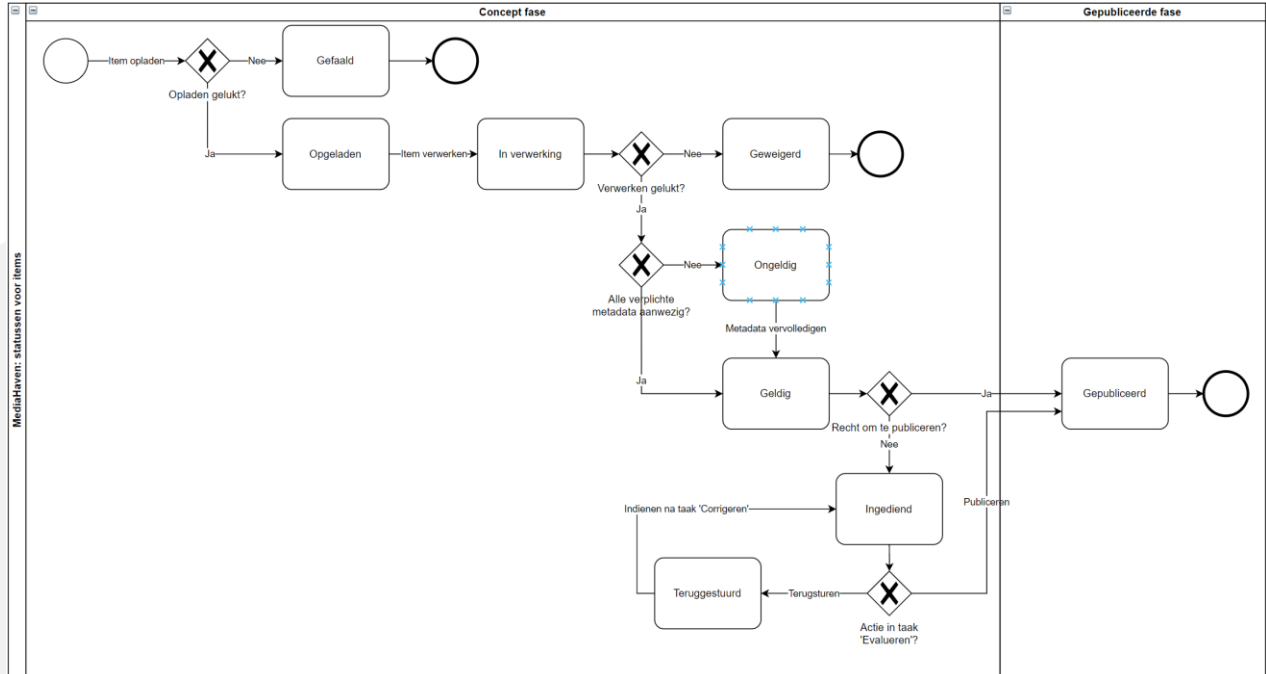 Concept fase
Gepubliceerde fase
MediaHaven: statussen voor items
Item opladen
Nee
Gefaald
Opladen gelukt?
Ja
Opgeladen
Item verwerken
In verwerking
Nee
Geweigerd
Verwerken gelukt?
Ja
Nee
Ongeldig
Alle verplichte
metadata aanwezig?
Metadata vervolledigen
Ja
Geldig
Ja
Gepubliceerd
Recht om te publiceren?
Nee
Indienen na taak 'Corrigeren'
Ingediend
Publiceren
Teruggestuurd
Terugsturen
Actie in taak
'Evalueren'?